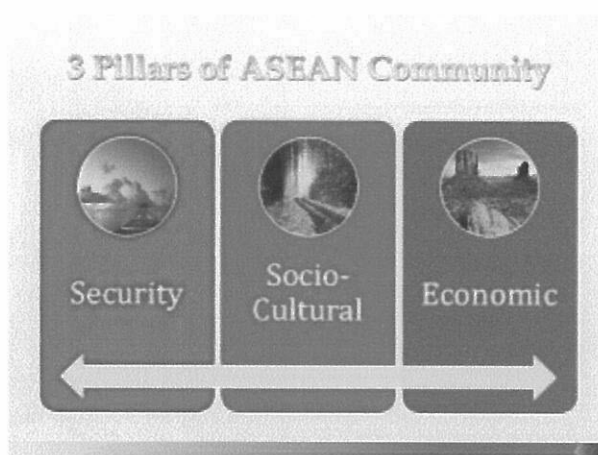 3 Pillars of ASEAN Community
Security
Socio-
Cultural
Economic